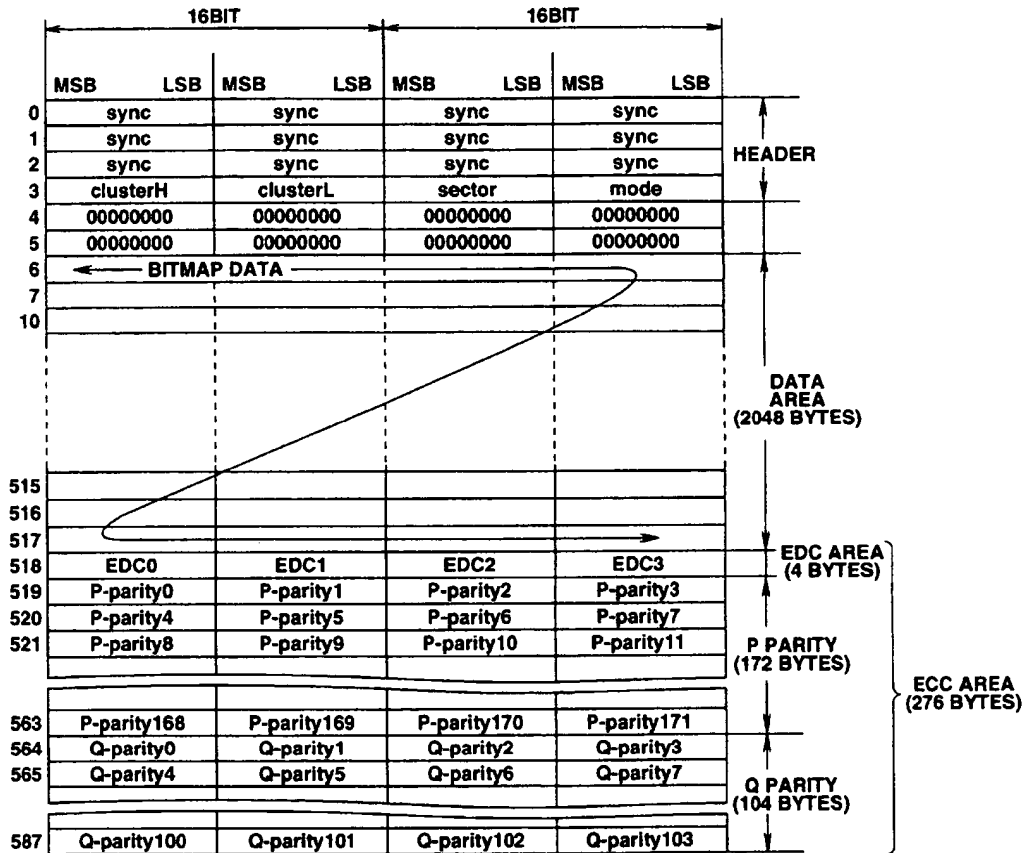 16BIT 16BIT
MSB LSB MSB LSB MSB LSB MSB LSB
0 sync sync sync sync
1 sync sync sync sync
2 sync sync sync sync
HEADER
3 clusterH clusterL sector mode
4 00000000 00000000 00000000 00000000
5 00000000 00000000 00000000 00000000
6 BITMAP DATA
7
10
DATA
AREA
(2048 BYTES)
515
516
517
518 EDC0 EDC1 EDC2 EDC3
EDC AREA
(4 BYTES)
519 P-parity0 P-parity1 P-parity2 P-parity3
520 P-parity4 P-parity5 P-parity6 P-parity7
521 P-parity8 P-parity9 P-parity10 P-parity11
P PARITY
(172 BYTES)
ECC AREA
(276 BYTES)
563 P-parity168 P-parity169 P-parity170 P-parity171
564 Q-parity0 Q-parity1 Q-parity2 Q-parity3
565 Q-parity4 Q-parity5 Q-parity6 Q-parity7
Q PARITY
(104 BYTES)
587 Q-parity100 Q-parity101 Q-parity102 Q-parity103